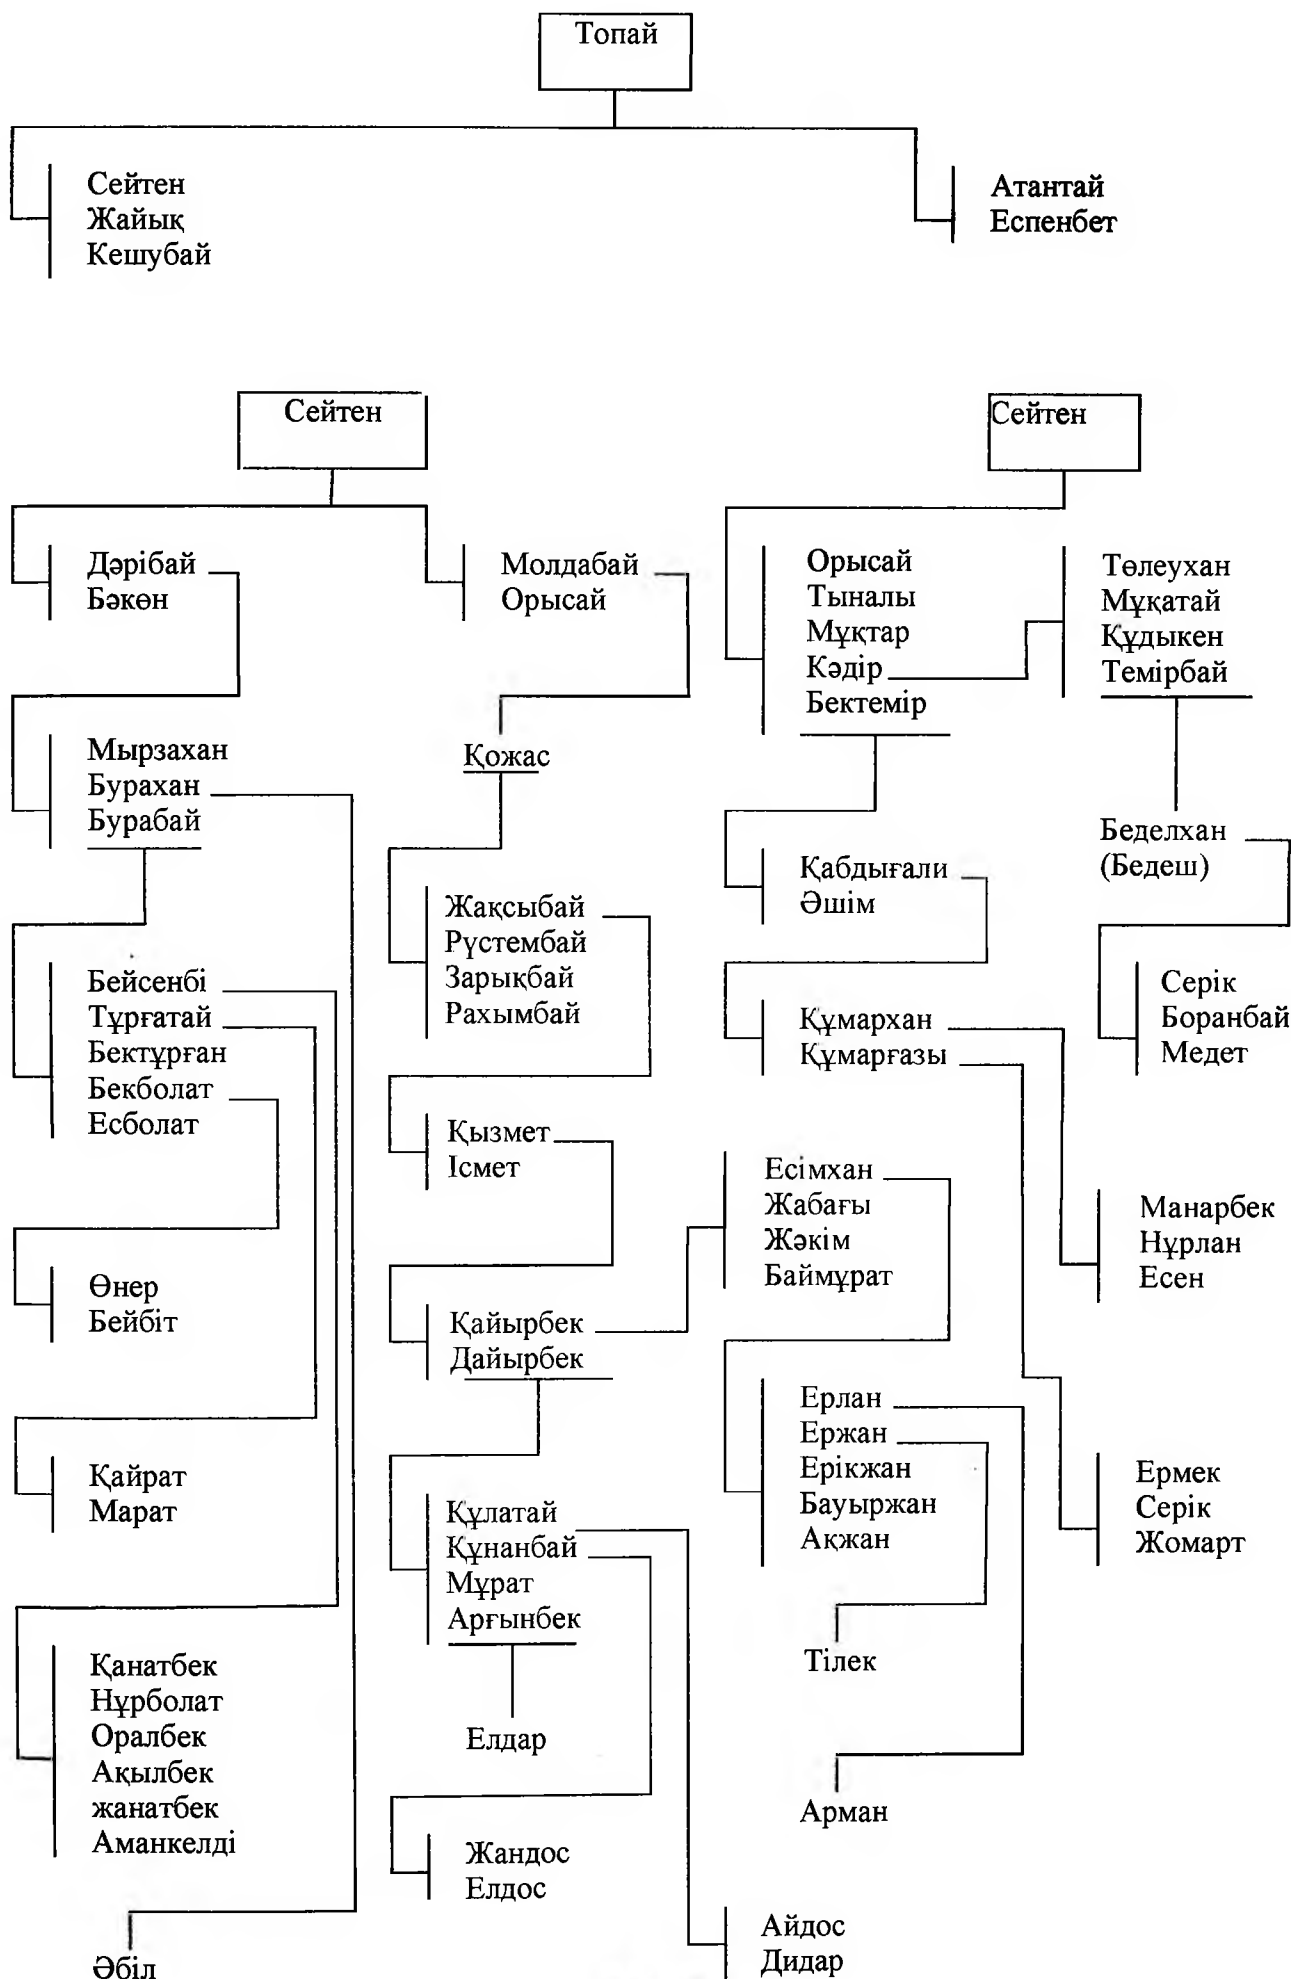 Топай
Сейтен
Жайық
Кешубай
Атантай
Еспенбет
Сейтен
Дәрібай
Бәкөн
Молдабай
Орысай
Мырзахан
Бурахан
Бурабай
Қожас
Бейсенбі
Тұрғатай
Бектұрған
Бекболат
Есболат
Жақсыбай
Рүстембай
Зарықбай
Рахымбай
Қызмет
Ісмет
Өнер
Бейбіт
Қайырбек
Дайырбек
Қайрат
Марат
Құлатай
Құнанбай
Мұрат
Арғынбек
Қанатбек
Нұрболат
Оралбек
Ақылбек
жанатбек
Аманкелді
Елдар
Жандос
Елдос
Әбіл
Айдос
Дидар
Сейтен
Орысай
Тыналы
Мұқтар
Кәдір
Бектемір
Төлеухан
Мұқатай
Құдыкен
Темірбай
Қабдығали
Әшім
Беделхан
(Бедеш)
Құмархан
Құмарғазы
Серік
Боранбай
Медет
Есімхан
Жабағы
Жәкім
Баймұрат
Манарбек
Нұрлан
Есен
Ерлан
Ержан
Ерікжан
Бауыржан
Ақжан
Ермек
Серік
Жомарт
Тілек
Арман